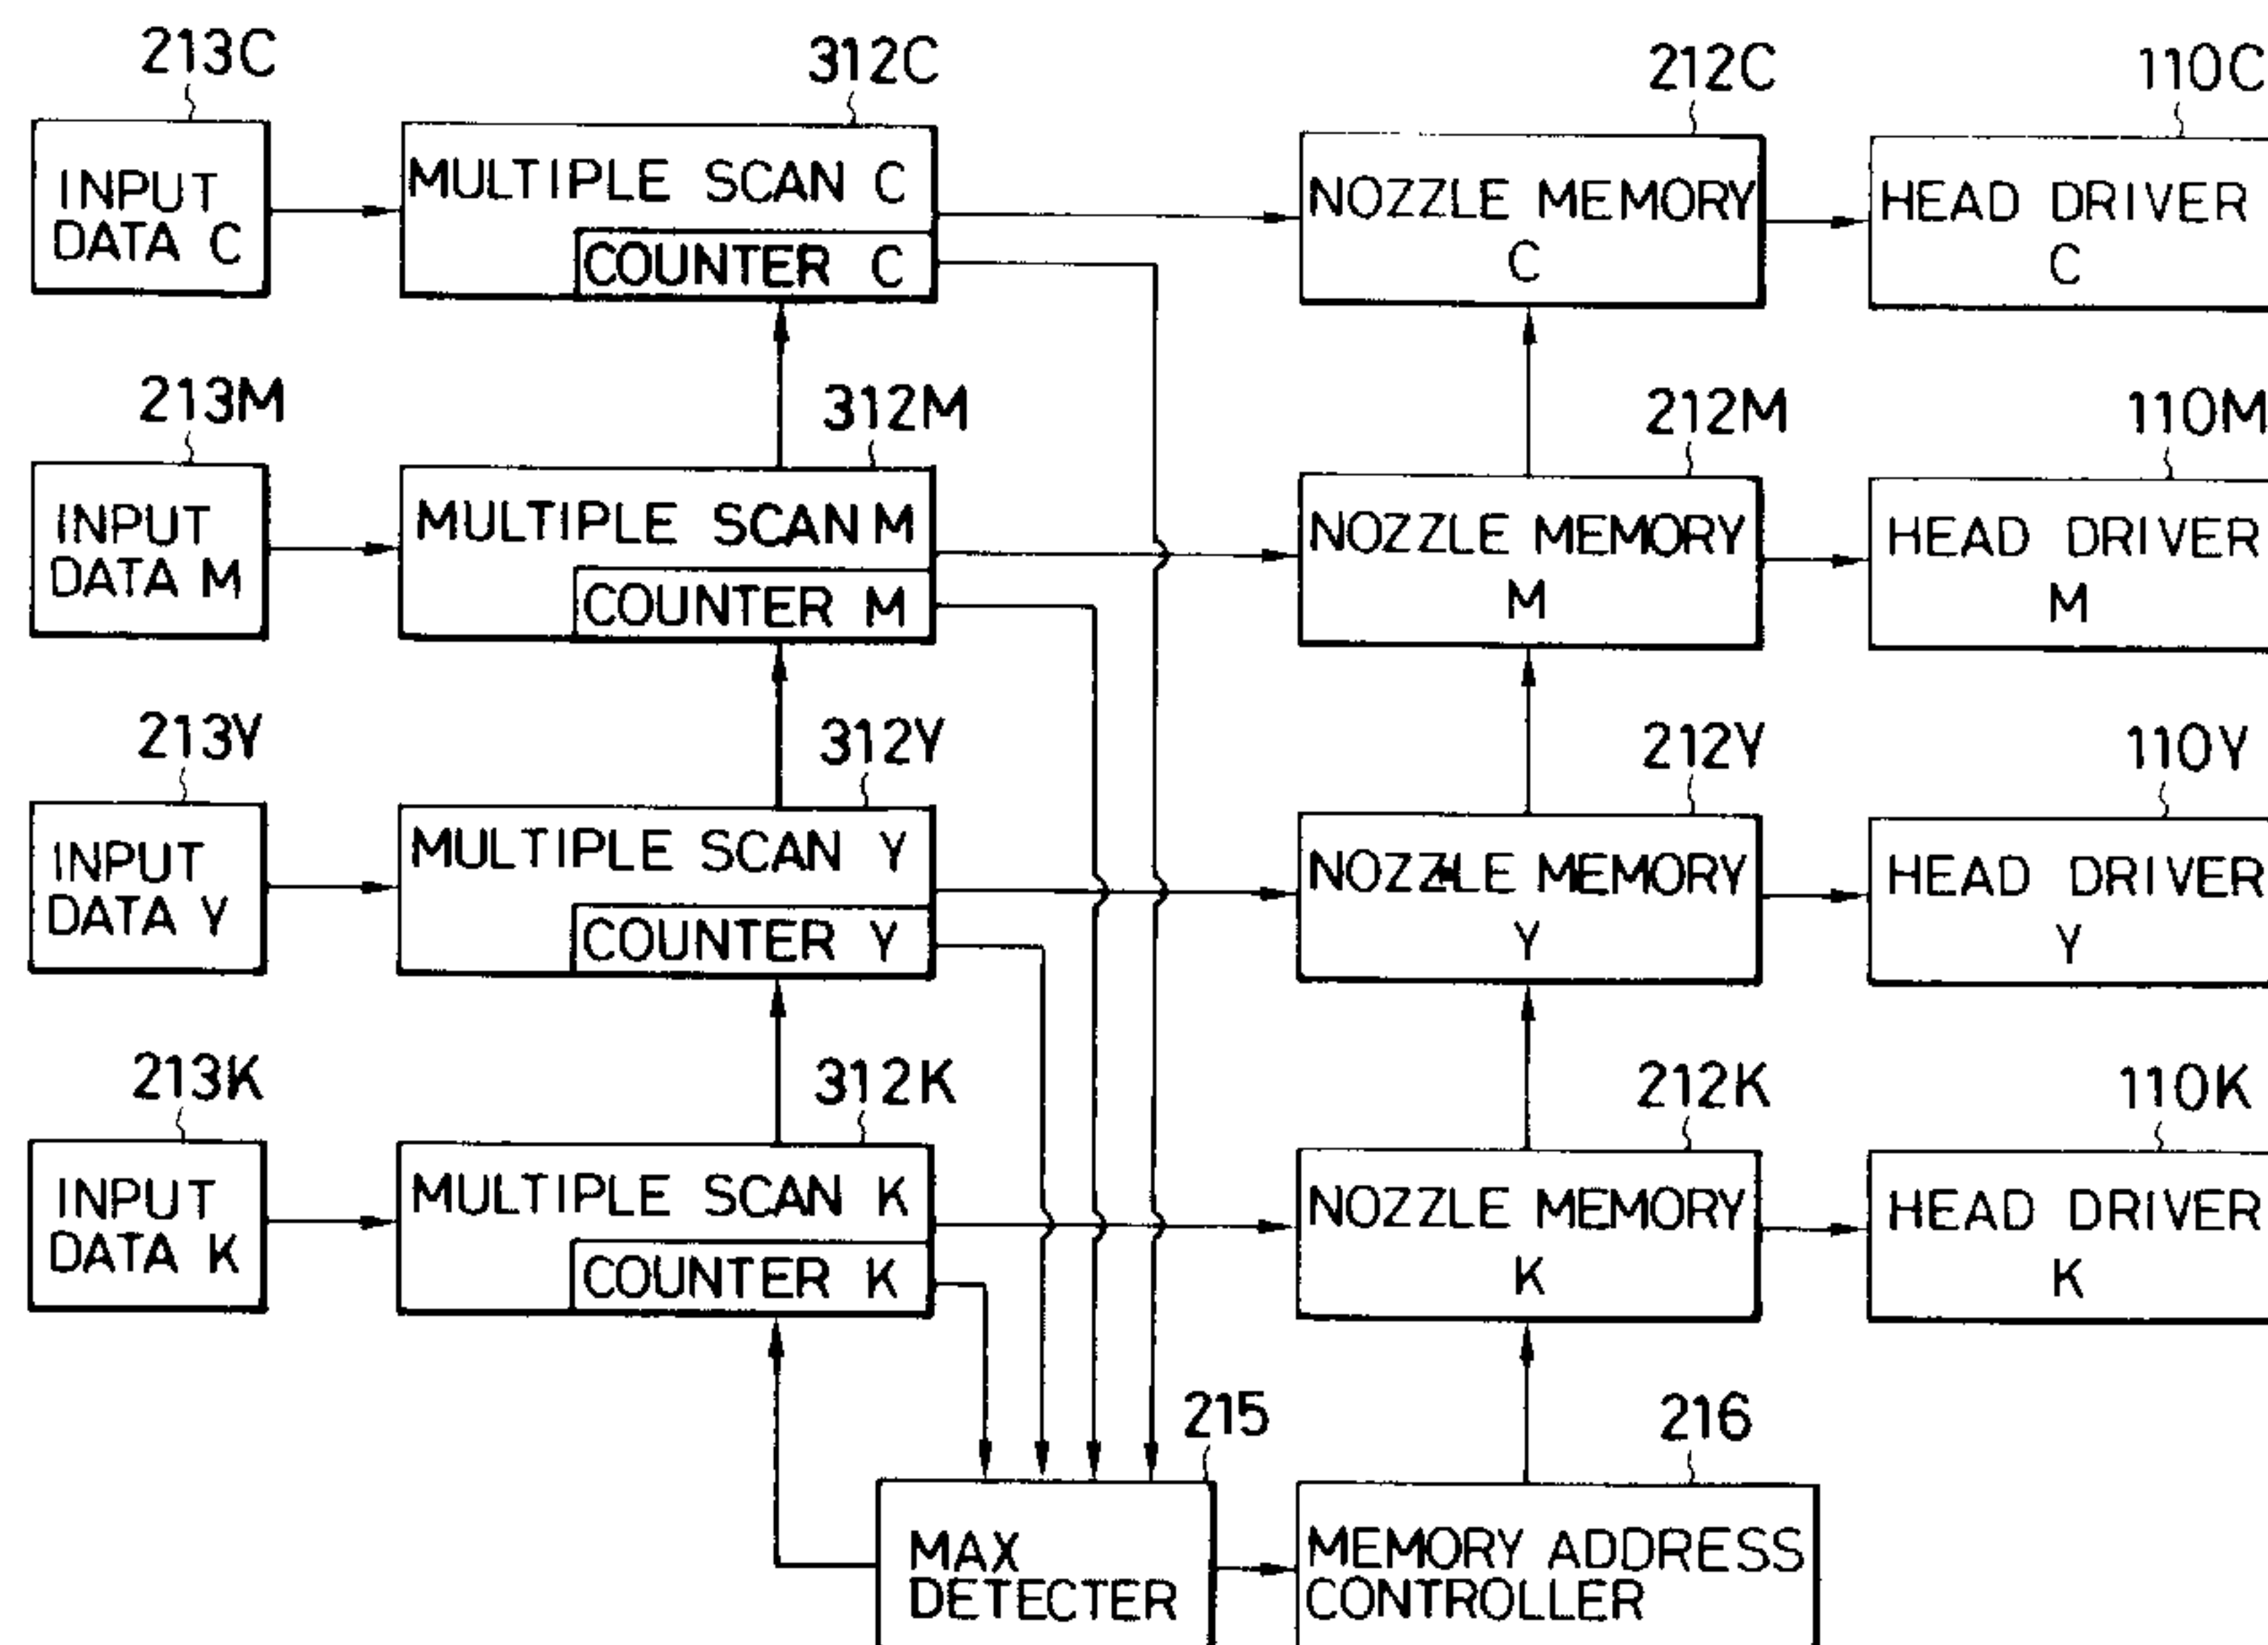 213C
312C
212C
110C
INPUT
DATA C
MULTIPLE SCAN C
COUNTER C
NOZZLE MEMORY
C
HEAD DRIVER
C
213M
312M
212M
110M
INPUT
DATA M
MULTIPLE SCAN M
COUNTER M
NOZZLE MEMORY
M
HEAD DRIVER
M
213Y
312Y
212Y
110Y
INPUT
DATA Y
MULTIPLE SCAN Y
COUNTER Y
NOZZLE MEMORY
Y
HEAD DRIVER
Y
213K
312K
212K
110K
INPUT
DATA K
MULTIPLE SCAN K
COUNTER K
NOZZLE MEMORY
K
HEAD DRIVER
K
215
216
MAX
DETECTER
MEMORY ADDRESS
CONTROLLER